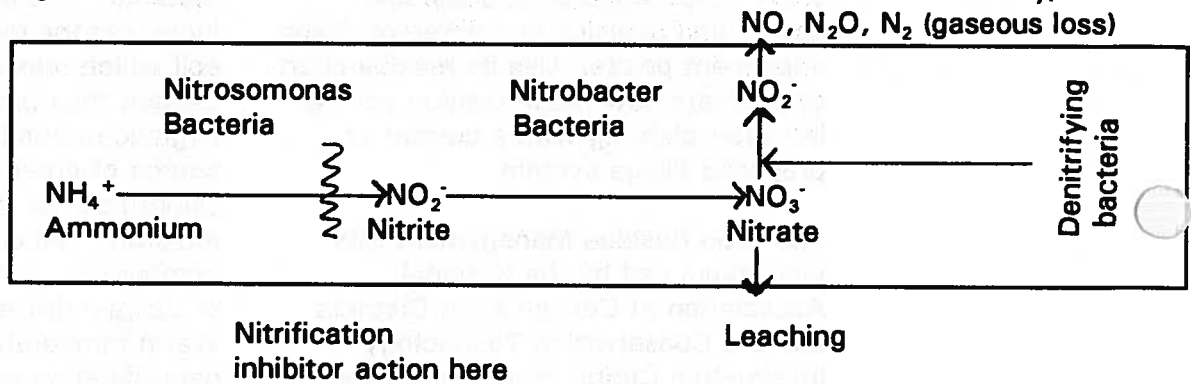 NO, N₂O, N₂ (gaseous loss)
Nitrosomonas Bacteria
Nitrobacter Bacteria
NO₂⁻
Denitrifying bacteria
NH₄⁺
Ammonium
NO₂⁻
Nitrite
NO₃⁻
Nitrate
Nitrification
inhibitor action here
Leaching